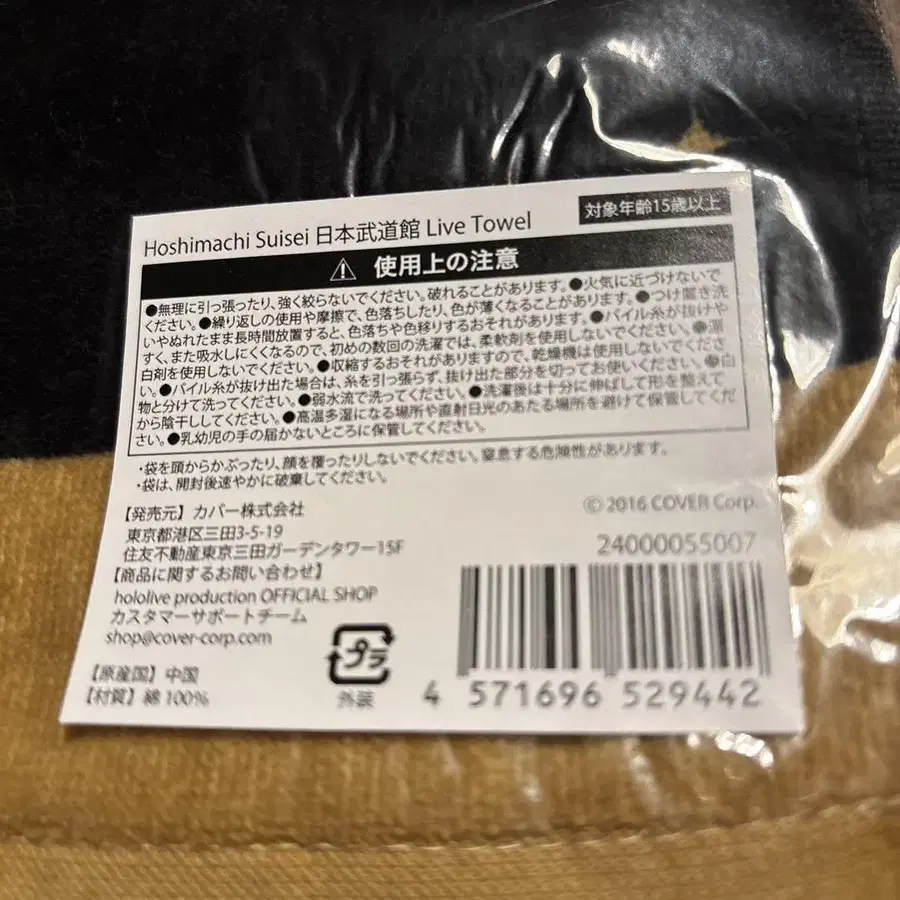 Hoshimachi Suisei 日本武道館 Live Towel
対象年齢15歳以上
使用上の注意
●無理に引っ張ったり、強く絞らないでください。破れることがあります。●火気に近づけないで
ください。●繰り返しの使用や摩擦で、色落ちしたり、色が薄くなることがあります。●つけ置き洗
いやぬれたまま長時間放置すると、色落ちや色移りするおそれがあります。●パイル糸が抜けや
すく、また吸水しにくくなるので、初めの数回の洗濯では、柔軟剤を使用しないでください。●漂
白剤を使用しないでください。●収縮するおそれがありますので、乾燥機は使用しないでくださ
い。●パイル糸が抜け出た場合は、糸を引っ張らず、抜け出た部分を切ってお使いください。●白
物と分けて洗ってください。●弱水流で洗ってください。●洗濯後は十分に伸ばして形を整えて
から陰干ししてください。●高温多湿になる場所や直射日光のあたる場所を避けて保管してくだ
さい。●乳幼児の手の届かないところに保管してください。
・袋を頭からかぶったり、顔を覆ったりしないでください。窒息する危険性があります。
・袋は、開封後速やかに破棄してください。
【発売元】カバー株式会社
東京都港区三田3-5-19
住友不動産東京三田ガーデンタワー15F
【商品に関するお問い合わせ】
hololive production OFFICIAL SHOP
カスタマーサポートチーム
shop@cover-corp.com
【原産国】中国
【材質】綿100%
プラ
外装
© 2016 COVER Corp.
24000055007
4 571696 529442